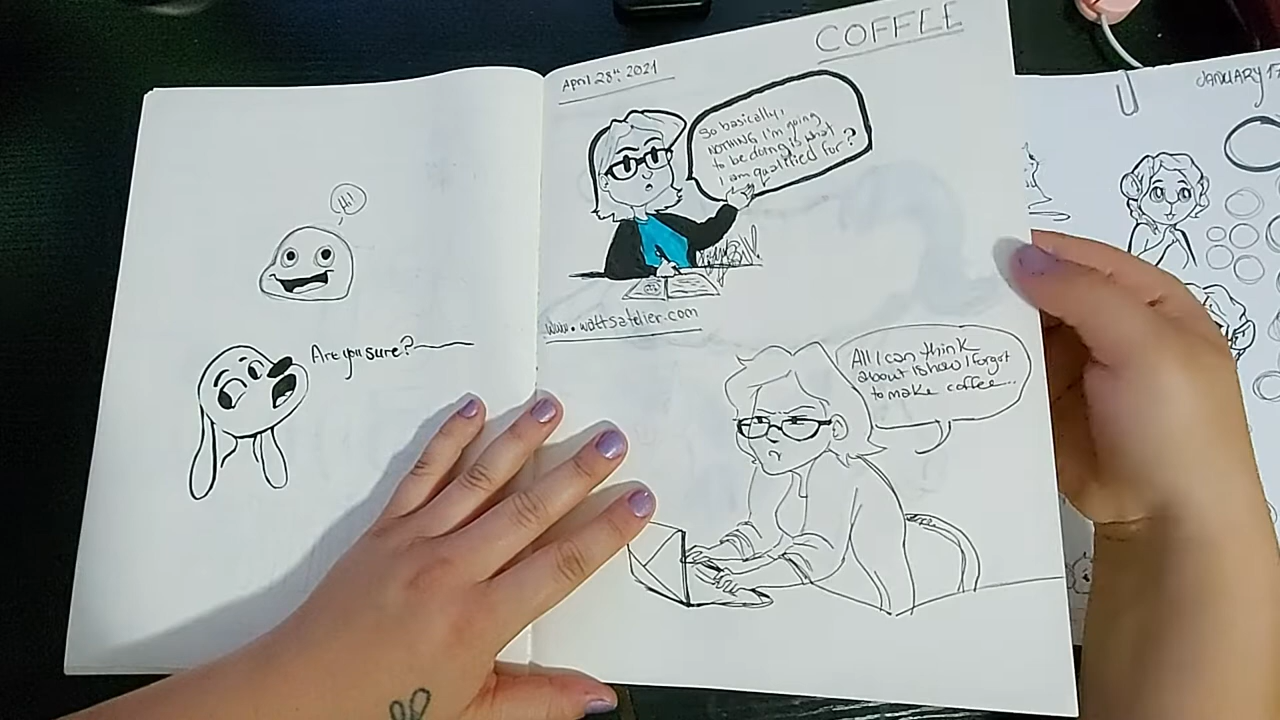 Hi!
Are you sure?
April 28th, 2021
COFFEE
So basically,
NOTHING I'm going
to be doing is what
I am qualified for?
www.wattsatelier.com
All I can think
about is how I forgot
to make coffee...
JANUARY 17